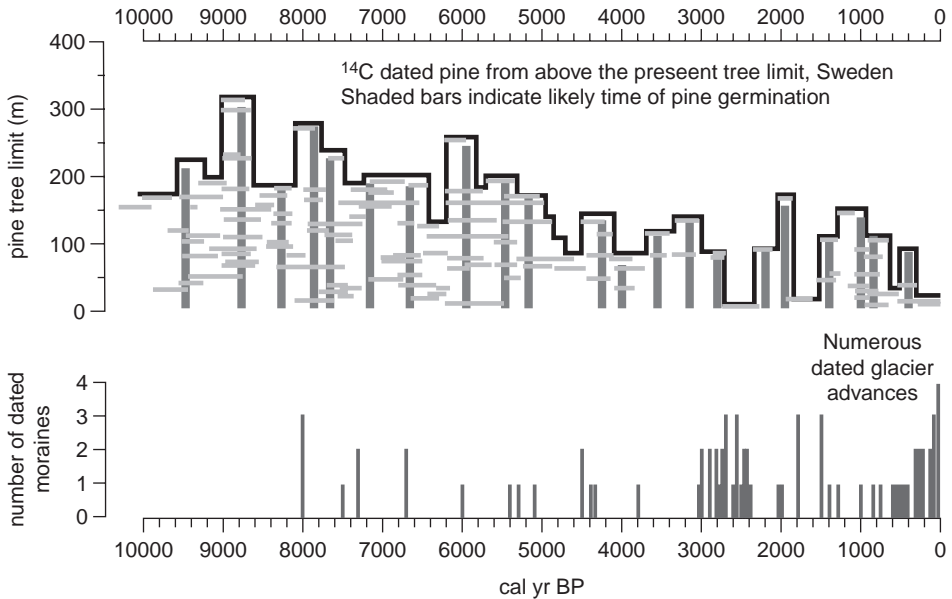 10000 9000 8000 7000 6000 5000 4000 3000 2000 1000 0
400
300
200
100
0
pine tree limit (m)
14C dated pine from above the preseent tree limit, Sweden
Shaded bars indicate likely time of pine germination
Numerous
dated glacier
advances
4
3
2
1
0
number of dated
moraines
10000 9000 8000 7000 6000 5000 4000 3000 2000 1000 0
cal yr BP